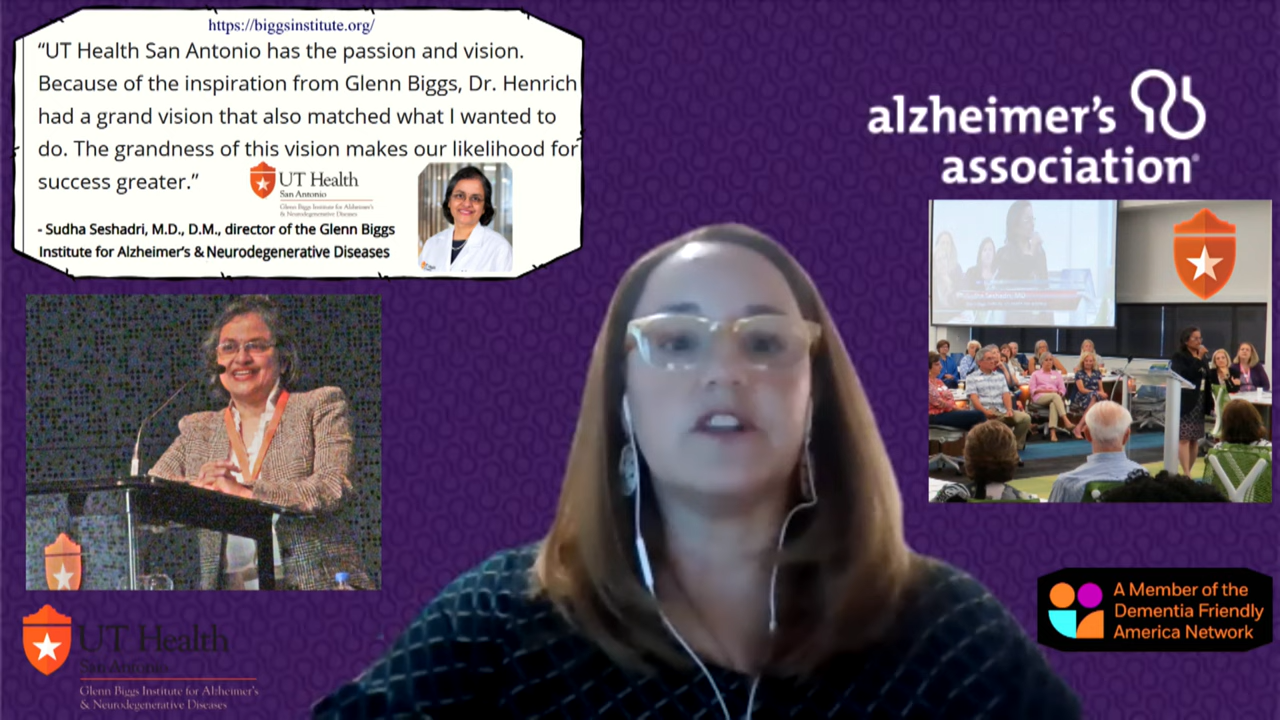 https://biggsinstitute.org/
“UT Health San Antonio has the passion and vision.
Because of the inspiration from Glenn Biggs, Dr. Henrich
had a grand vision that also matched what I wanted to
do. The grandness of this vision makes our likelihood for
success greater.”
UT Health
San Antonio
Glenn Biggs Institute for Alzheimer's
& Neurodegenerative Diseases
- Sudha Seshadri, M.D., D.M., director of the Glenn Biggs
Institute for Alzheimer’s & Neurodegenerative Diseases
alzheimer’s
association®
Sudha Seshadri, MD
A Member of the
Dementia Friendly
America Network
UT Health
San Antonio
Glenn Biggs Institute for Alzheimer's
& Neurodegenerative Diseases